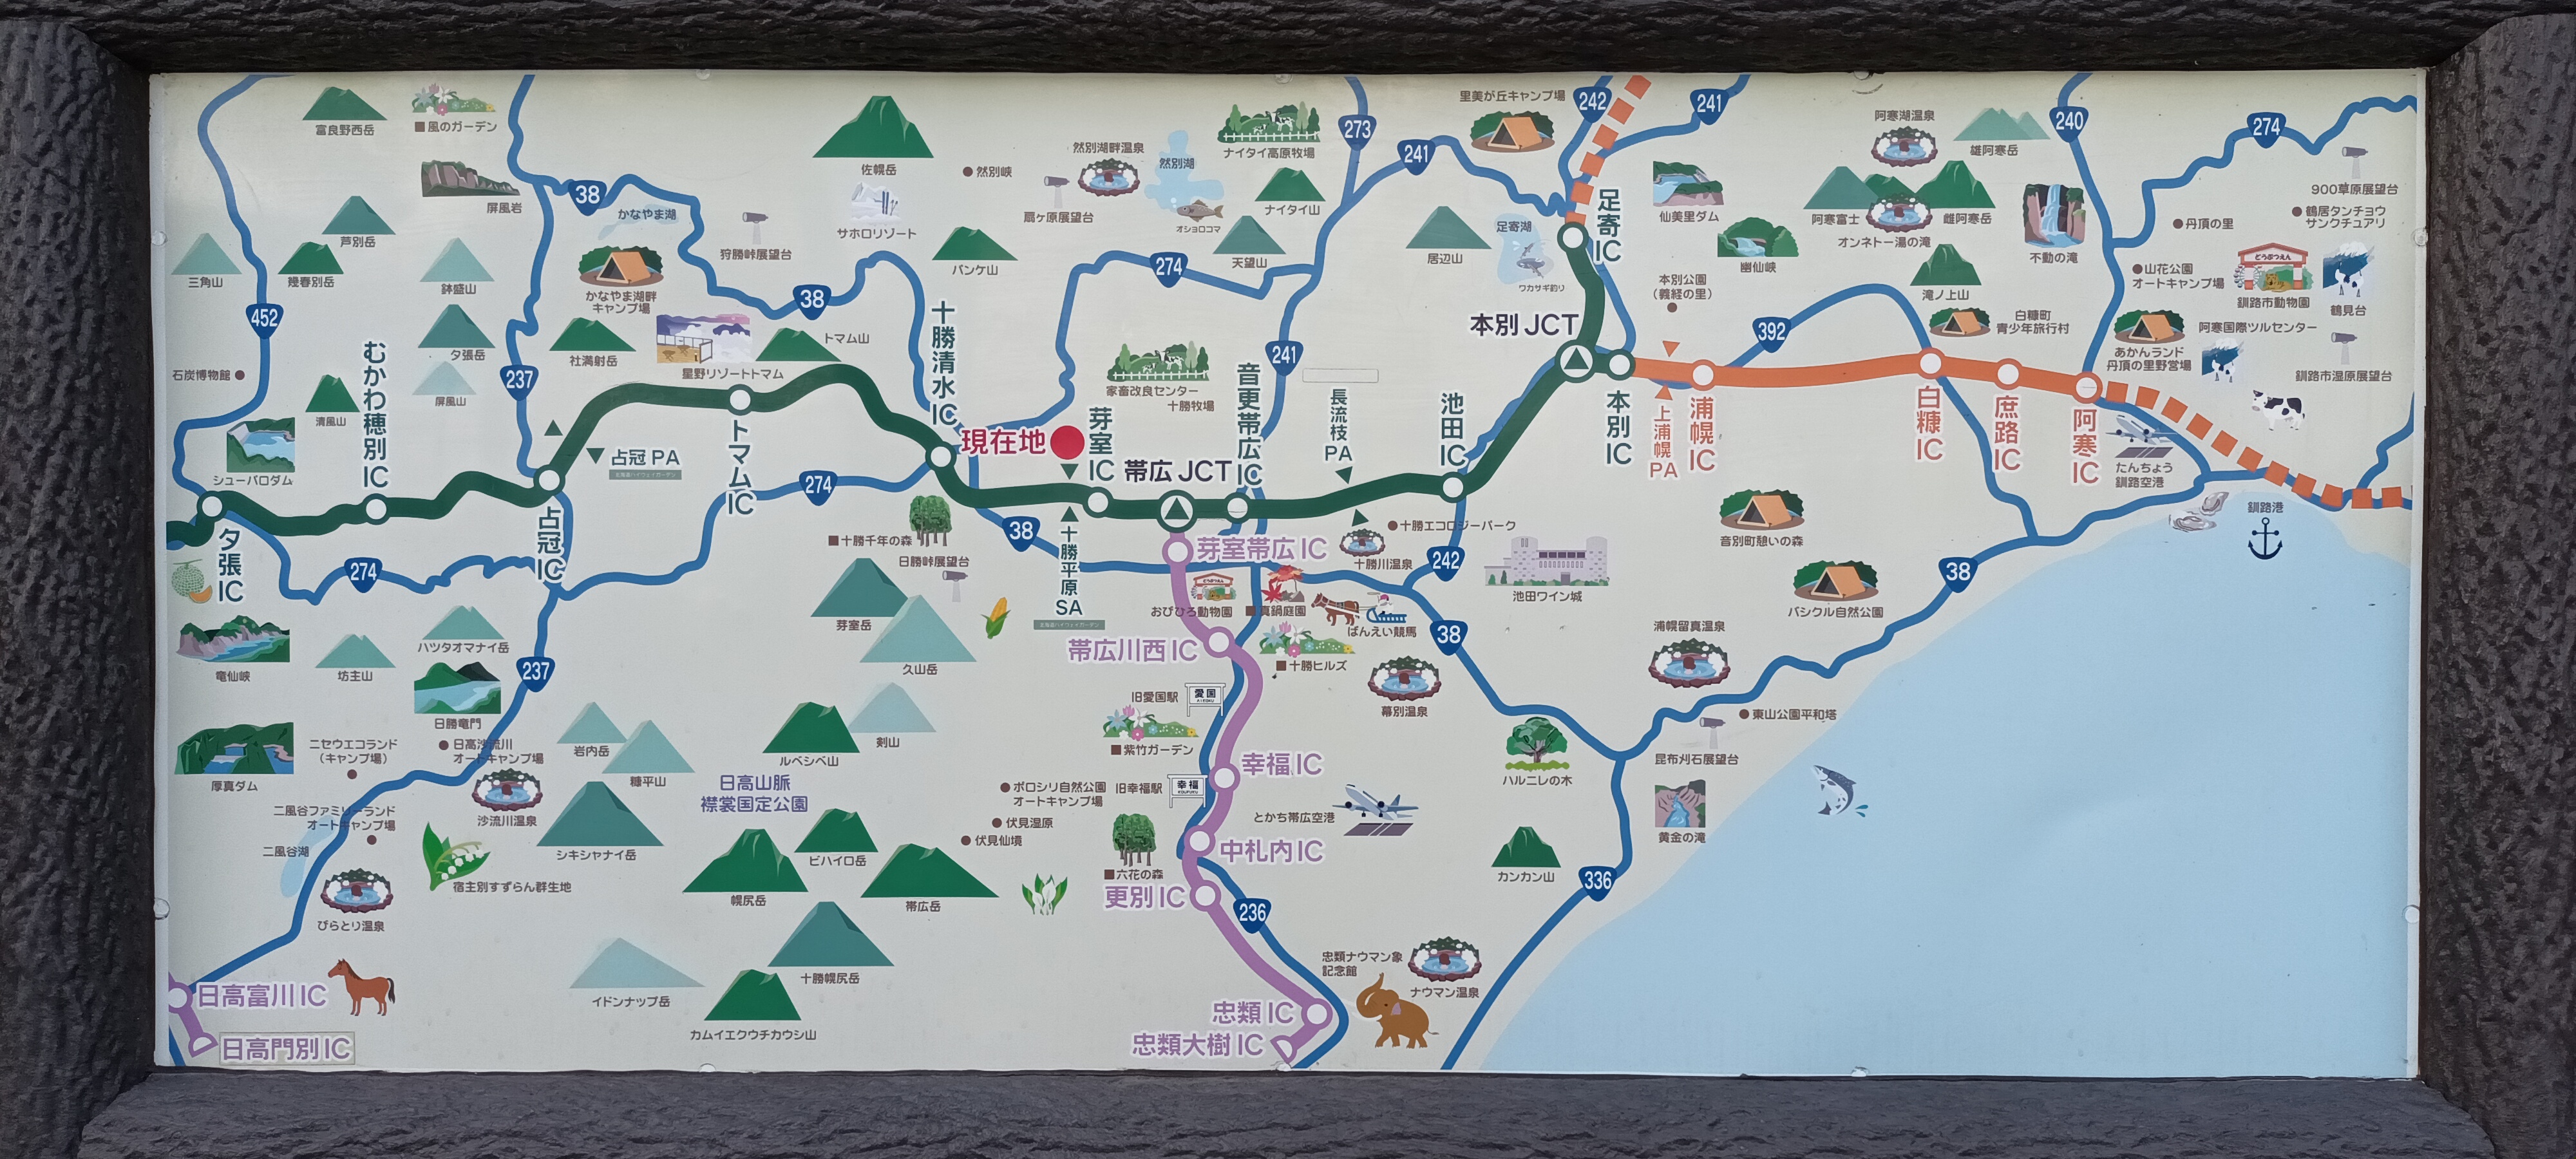 富良野西岳
■風のガーデン
屏風岩
芦別岳
三角山
幾春別岳
鉢盛山
夕張岳
屏風山
452
石炭博物館
清風山
シューパロダム
むかわ穂別IC
237
38
かなやま湖
かなやま湖畔
キャンプ場
狩勝峠展望台
38
社満射岳
星野リゾートトマム
トマム山
佐幌岳
サホロリゾート
然別峡
パンケ山
扇ヶ原展望台
然別湖畔温泉
然別湖
オショロコマ
ナイタイ高原牧場
ナイタイ山
天望山
274
273
241
居辺山
里美が丘キャンプ場
242
241
足寄湖
ワカサギ釣り
足寄IC
仙美里ダム
幽仙峡
本別公園
（義経の里）
阿寒湖温泉
雄阿寒岳
阿寒富士
雌阿寒岳
オンネトー湯の滝
滝ノ上山
不動の滝
240
274
900草原展望台
鶴居タンチョウ
サンクチュアリ
丹頂の里
山花公園
オートキャンプ場
どうぶつえん
釧路市動物園
鶴見台
白糠町
青少年旅行村
あかんランド
丹頂の里野営場
阿寒国際ツルセンター
釧路市湿原展望台
十勝清水IC
現在地
芽室IC
家畜改良センター
十勝牧場
音更帯広IC
241
長流枝PA
池田IC
本別JCT
本別IC
上浦幌PA
浦幌IC
392
白糠IC
庶路IC
阿寒IC
たんちょう
釧路空港
釧路港
占冠PA
北海道ハイウェイガーデン
トマムIC
274
帯広JCT
夕張IC
274
占冠IC
■十勝千年の森
日勝峠展望台
38
十勝平原SA
北海道ハイウェイガーデン
芽室帯広IC
十勝エコロジーパーク
十勝川温泉
242
池田ワイン城
音別町憩いの森
38
パシクル自然公園
どうぶつえん
おびひろ動物園
■真鍋庭園
ばんえい競馬
38
竜仙峡
坊主山
ハツタオマナイ岳
237
芽室岳
久山岳
帯広川西IC
■十勝ヒルズ
幕別温泉
浦幌留真温泉
日勝竜門
旧愛国駅
愛国
厚真ダム
ニセウエコランド
（キャンプ場）
日高沙流川
オートキャンプ場
岩内岳
糠平山
ルベシベ山
剣山
■紫竹ガーデン
東山公園平和塔
昆布刈石展望台
幸福IC
ハルニレの木
日高山脈
襟裳国定公園
ポロシリ自然公園
オートキャンプ場
旧幸福駅
幸福
とかち帯広空港
黄金の滝
二風谷ファミリーランド
オートキャンプ場
二風谷湖
沙流川温泉
シキシャナイ岳
伏見湿原
伏見仙境
ピパイロ岳
中札内IC
■六花の森
宿主別すずらん群生地
幌尻岳
帯広岳
更別IC
カンカン山
336
びらとり温泉
236
十勝幌尻岳
忠類ナウマン象
記念館
ナウマン温泉
日高富川IC
イドンナップ岳
カムイエクウチカウシ山
忠類IC
日高門別IC
忠類大樹IC